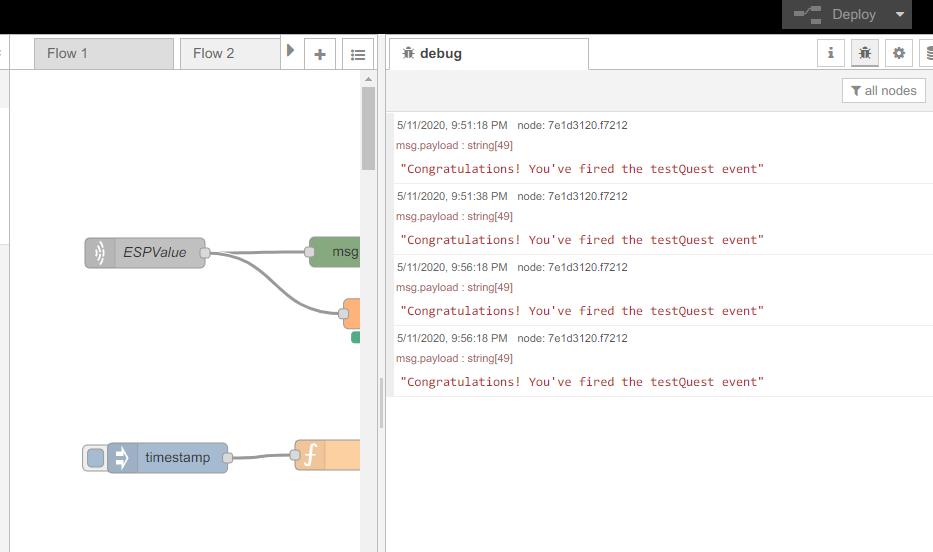 Deploy
Flow 1
Flow 2
debug
all nodes
5/11/2020, 9:51:18 PM node: 7e1d3120.f7212
msg.payload : string[49]
"Congratulations! You've fired the testQuest event"
5/11/2020, 9:51:38 PM node: 7e1d3120.f7212
msg.payload : string[49]
"Congratulations! You've fired the testQuest event"
5/11/2020, 9:56:18 PM node: 7e1d3120.f7212
msg.payload : string[49]
"Congratulations! You've fired the testQuest event"
5/11/2020, 9:56:18 PM node: 7e1d3120.f7212
msg.payload : string[49]
"Congratulations! You've fired the testQuest event"
ESPValue
msg
timestamp